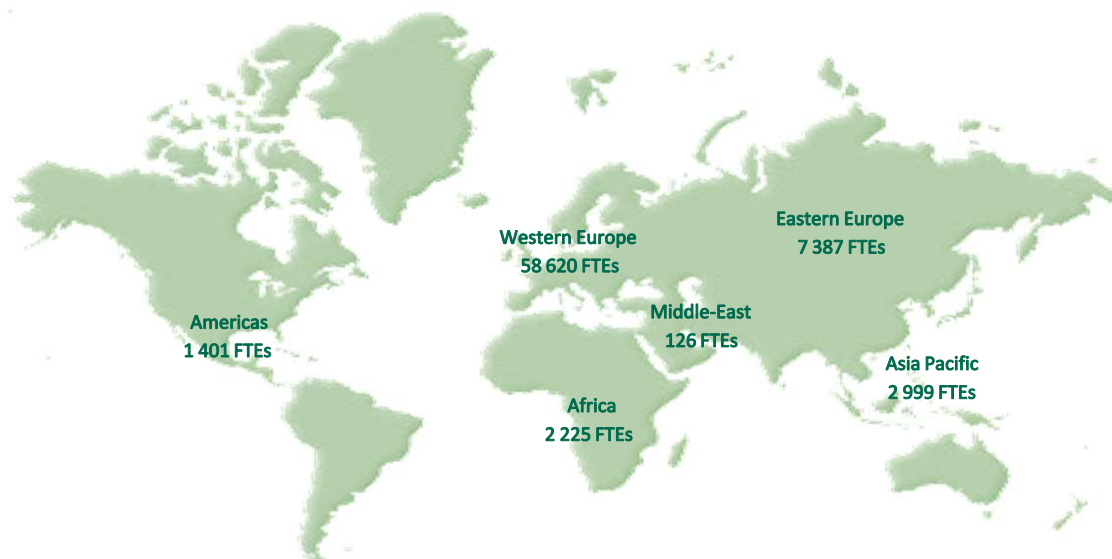 Eastern Europe
7 387 FTEs
Western Europe
58 620 FTEs
Middle-East
126 FTEs
Americas
1 401 FTEs
Asia Pacific
2 999 FTEs
Africa
2 225 FTEs